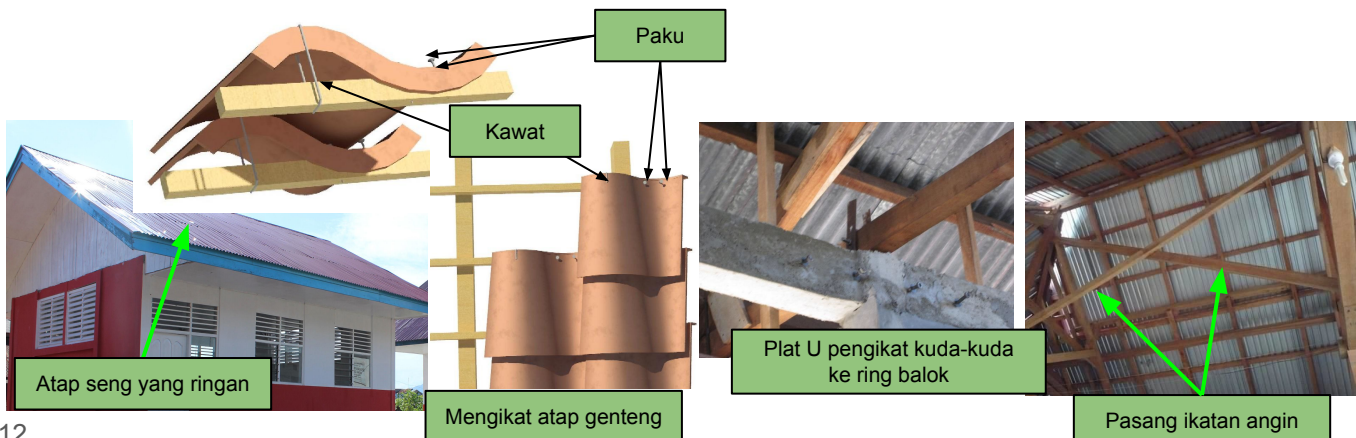 Paku
Kawat
Atap seng yang ringan
Mengikat atap genteng
Plat U pengikat kuda-kuda
ke ring balok
Pasang ikatan angin
12